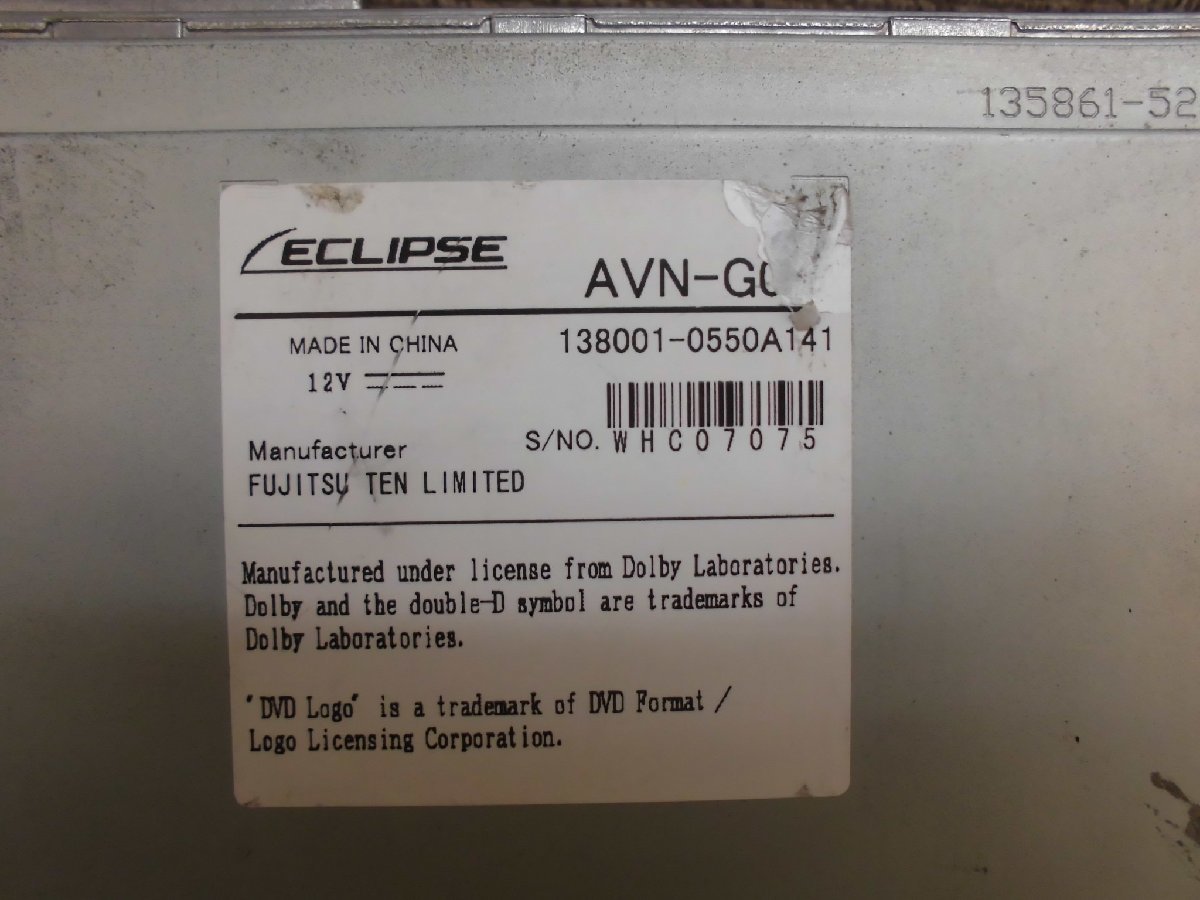 135861-52
ECLIPSE
MADE IN CHINA
138001-0550A141
12V
S/NO. WHC07075
Manufacturer
FUJITSU TEN LIMITED
Manufactured under license from Dolby Laboratories.
Dolby and the double-D symbol are trademarks of
Dolby Laboratories.
"DVD Logo" is a trademark of DVD Format /
Logo Licensing Corporation.